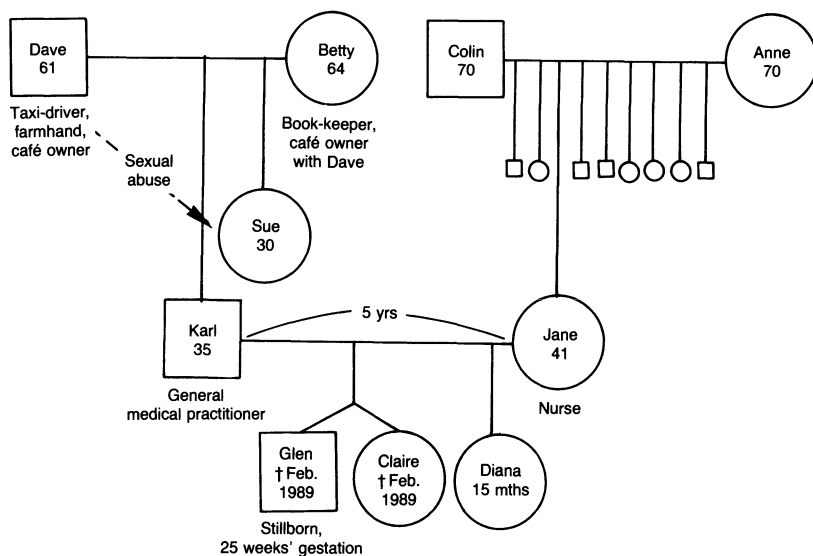 Dave
61
Betty
64
Colin
70
Anne
70
Taxi-driver,
farmhand,
café owner
Book-keeper,
café owner
with Dave
Sexual
abuse
Sue
30
5 yrs
Karl
35
Jane
41
General
medical practitioner
Nurse
Glen
† Feb.
1989
Claire
† Feb.
1989
Diana
15 mths
Stillborn,
25 weeks' gestation